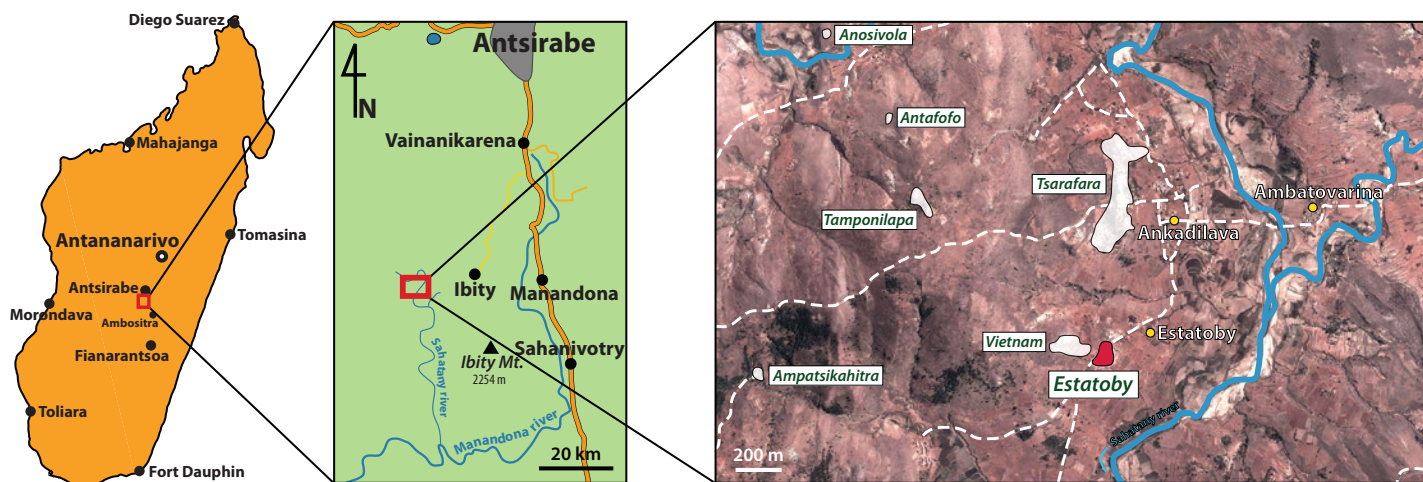 Diego Suarez
Mahajanga
Antananarivo
Tomasina
Antsirabe
Morondava
Ambositra
Fianarantsoa
Toliara
Fort Dauphin
Antsirabe
N
Vainanikarena
Ibity
Manandona
Sahanivotry
Ibity Mt.
2254 m
Sahatany river
Manandona river
20 km
Anosivola
Antafofo
Tsarafara
Tamponilapa
Ambatovarina
Ankadilava
Estatoby
Vietnam
Estatoby
Ampatsikahitra
Sahatany river
200 m